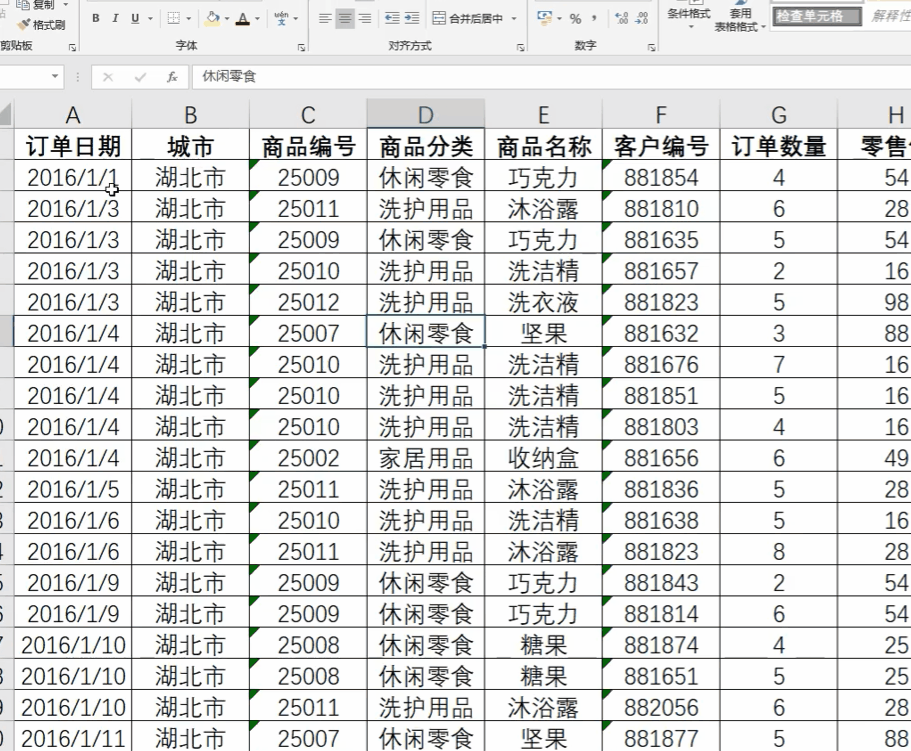 复制
格式刷
剪贴板
B I U A wén
合并后居中 % ,
条件格式 套用
表格格式
检查单元格 解释性
字体 对齐方式 数字
fx 休闲零食
A B C D E F G H
订单日期 城市 商品编号 商品分类 商品名称 客户编号 订单数量 零售
2016/1/1 湖北市 25009 休闲零食 巧克力 881854 4 54
2016/1/3 湖北市 25011 洗护用品 沐浴露 881810 6 28
2016/1/3 湖北市 25009 休闲零食 巧克力 881635 5 54
2016/1/3 湖北市 25010 洗护用品 洗洁精 881657 2 16
2016/1/3 湖北市 25012 洗护用品 洗衣液 881823 5 98
2016/1/4 湖北市 25007 休闲零食 坚果 881632 3 88
2016/1/4 湖北市 25010 洗护用品 洗洁精 881676 7 16
2016/1/4 湖北市 25010 洗护用品 洗洁精 881851 5 16
2016/1/4 湖北市 25010 洗护用品 洗洁精 881803 4 16
2016/1/4 湖北市 25002 家居用品 收纳盒 881656 6 49
2016/1/5 湖北市 25011 洗护用品 沐浴露 881836 5 28
2016/1/6 湖北市 25010 洗护用品 洗洁精 881638 5 16
2016/1/6 湖北市 25011 洗护用品 沐浴露 881823 8 28
2016/1/9 湖北市 25009 休闲零食 巧克力 881843 2 54
2016/1/9 湖北市 25009 休闲零食 巧克力 881814 6 54
2016/1/10 湖北市 25008 休闲零食 糖果 881874 4 25
2016/1/10 湖北市 25008 休闲零食 糖果 881651 5 25
2016/1/10 湖北市 25011 洗护用品 沐浴露 882056 6 28
2016/1/11 湖北市 25007 休闲零食 坚果 881877 5 88